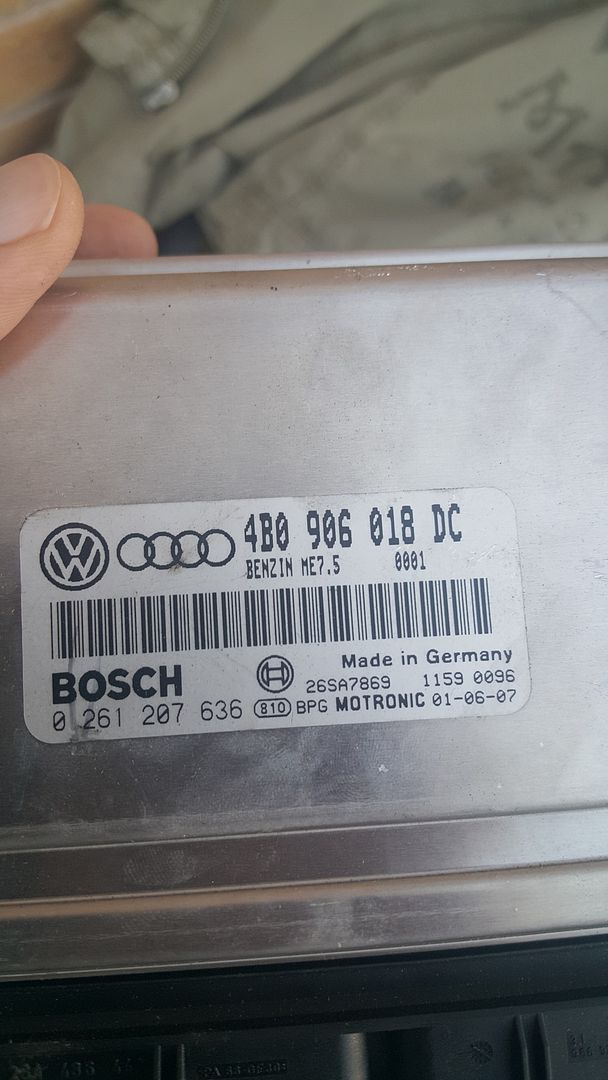 4B0 906 018 DC
BENZIN ME7.5 0001
BOSCH
Made in Germany
26SA7869 1159 0096
0 261 207 636 810 BPG MOTRONIC 01-06-07